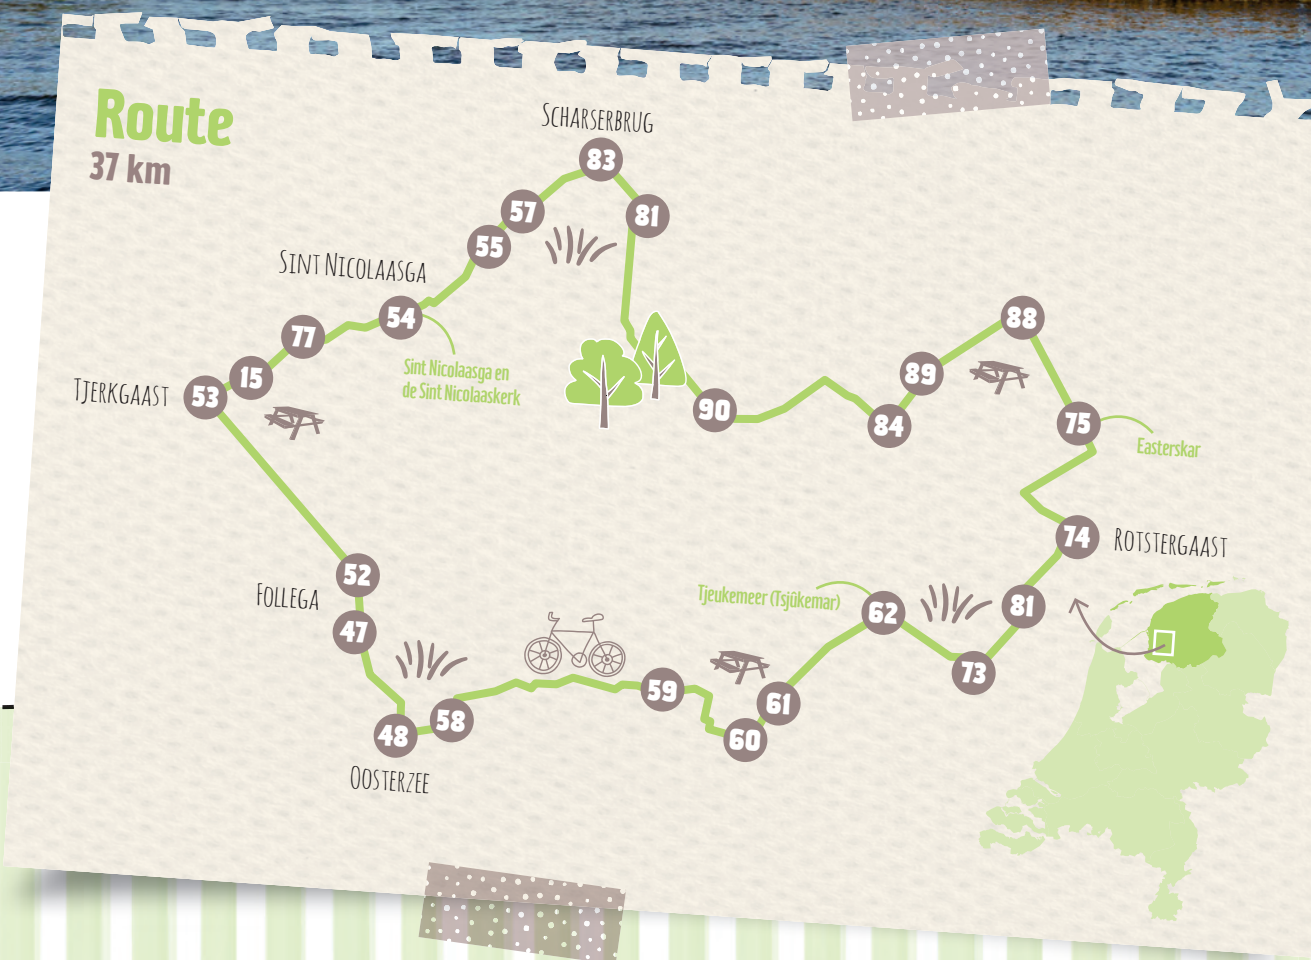 Route
37 km
Scharserbrug
83
57
81
55
Sint Nicolaasga
54
77
88
Sint Nicolaasga en
de Sint Nicolaaskerk
15
89
Tjerkgaast
53
90
84
75
Easterskar
74
Rotstergaast
52
Follega
47
Tjeukemeer (Tsjûkemar)
62
81
73
59
61
58
48
60
Oosterzee